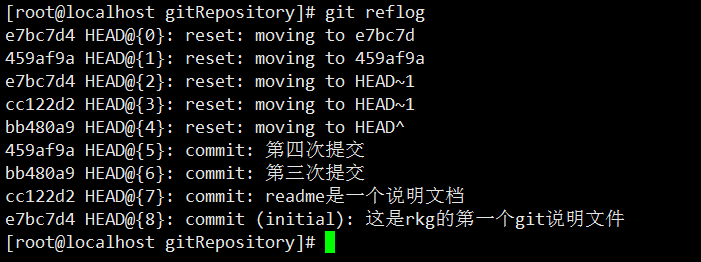 [root@localhost gitRepository]# git reflog
e7bc7d4 HEAD@{0}: reset: moving to e7bc7d
459af9a HEAD@{1}: reset: moving to 459af9a
e7bc7d4 HEAD@{2}: reset: moving to HEAD~1
cc122d2 HEAD@{3}: reset: moving to HEAD~1
bb480a9 HEAD@{4}: reset: moving to HEAD^
459af9a HEAD@{5}: commit: 第四次提交
bb480a9 HEAD@{6}: commit: 第三次提交
cc122d2 HEAD@{7}: commit: readme是一个说明文档
e7bc7d4 HEAD@{8}: commit (initial): 这是rkg的第一个git说明文件
[root@localhost gitRepository]#